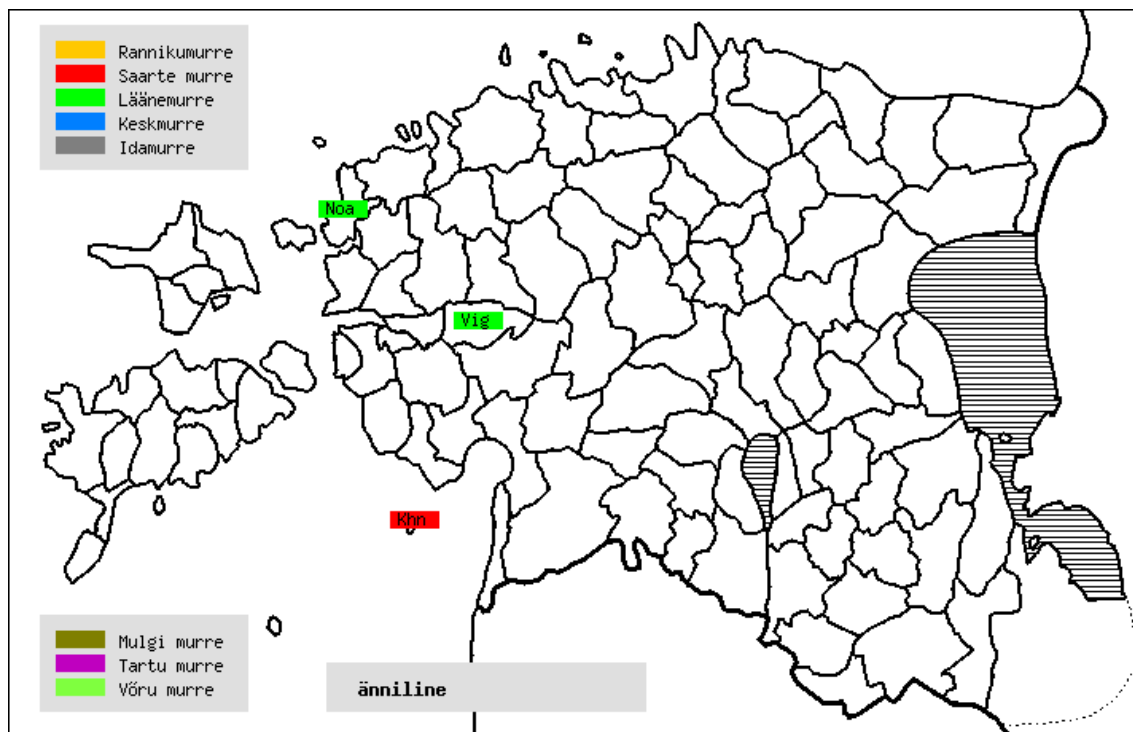 Rannikumurre
Saarte murre
Läänemurre
Keskmurre
Idamurre
Noa
Vig
Khn
Mulgi murre
Tartu murre
Võru murre
änniline